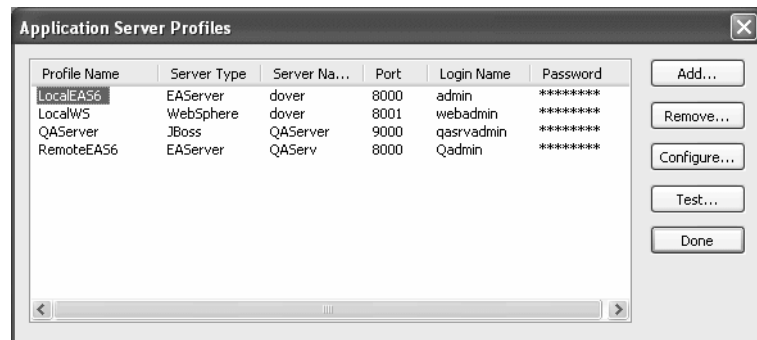 Application Server Profiles
Profile Name Server Type Server Na... Port Login Name Password
LocalEAS6 EAServer dover 8000 admin ********
LocalWS WebSphere dover 8001 webadmin ********
QAServer JBoss QAServer 9000 qasrvadmin ********
RemoteEAS6 EAServer QAServ 8000 Qadmin ********
Add...
Remove...
Configure...
Test...
Done